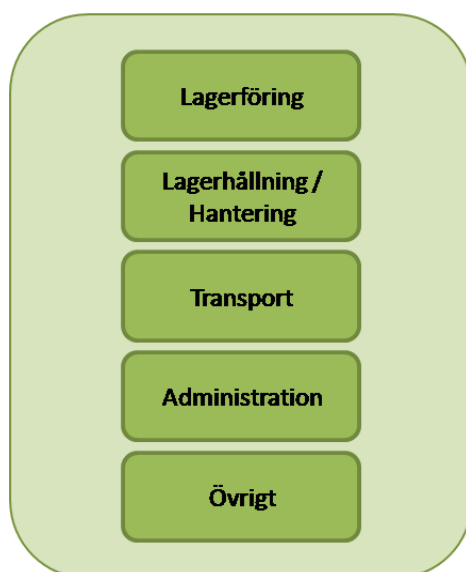 Lagerföring
Lagerhållning /
Hantering
Transport
Administration
Övrigt